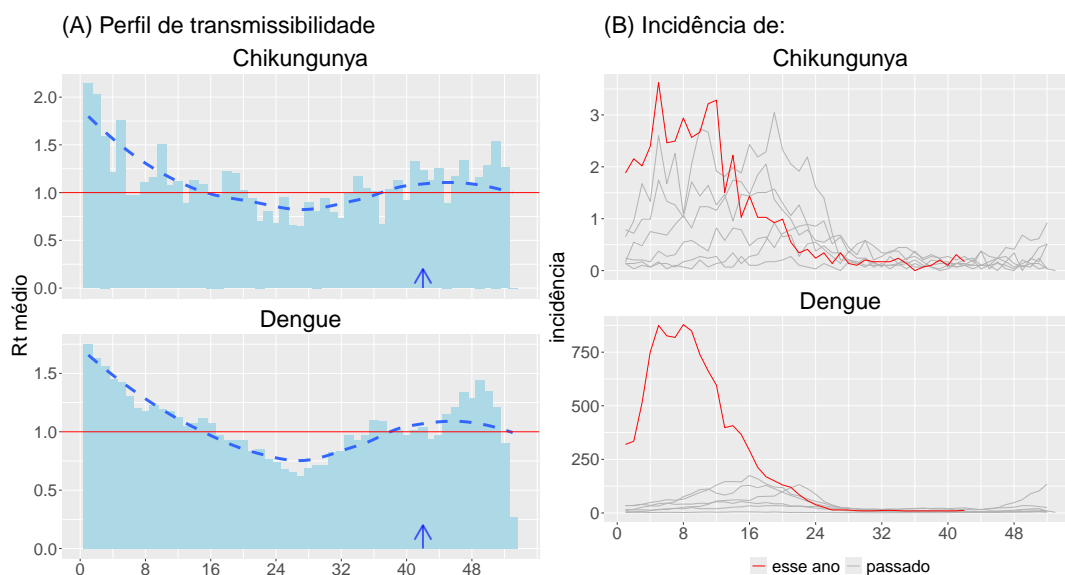 (A) Perfil de transmissibilidade
Chikungunya
2.0
1.5
1.0
0.5
0.0
Dengue
1.5
1.0
0.5
0.0
0 8 16 24 32 40 48
Rt médio
(B) Incidência de:
Chikungunya
3
2
1
0
Dengue
750
500
250
0
0 8 16 24 32 40 48
incidência
esse ano passado